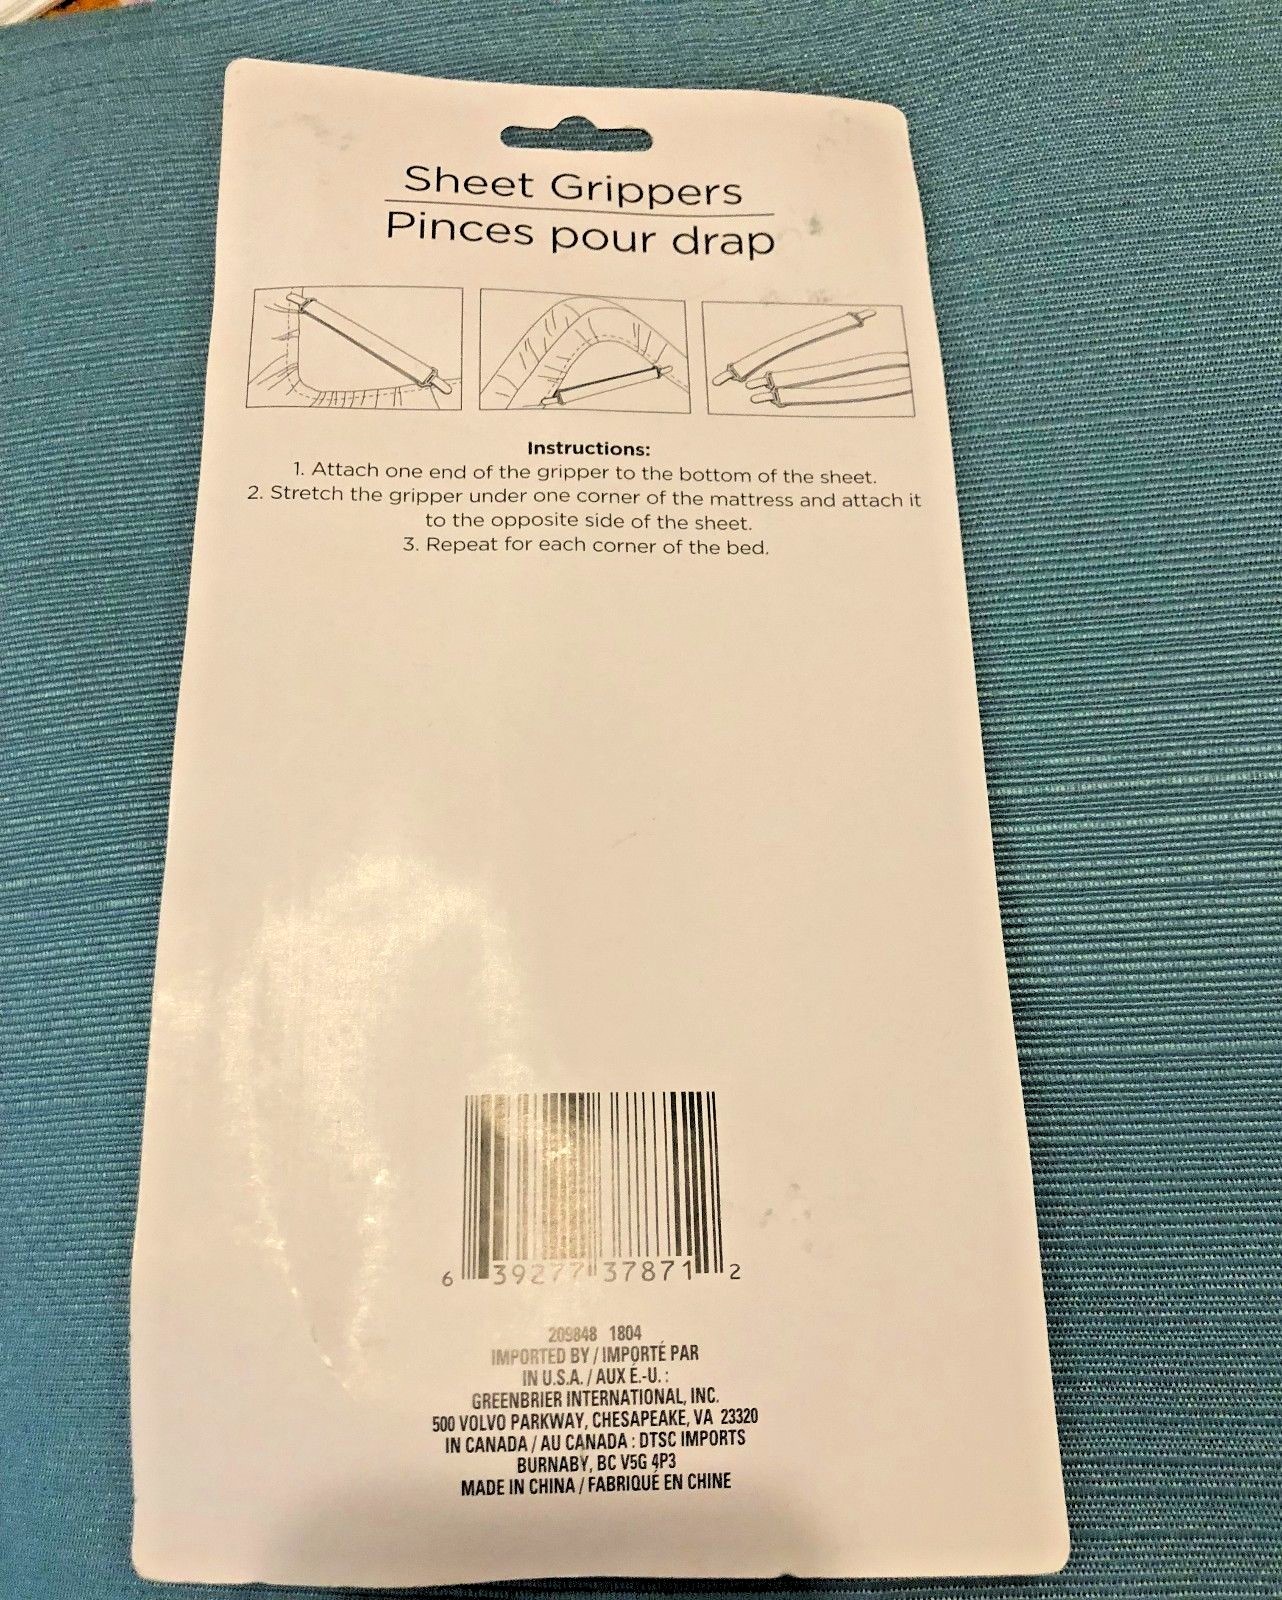 Sheet Grippers
Pinces pour drap
Instructions:
1. Attach one end of the gripper to the bottom of the sheet.
2. Stretch the gripper under one corner of the mattress and attach it
to the opposite side of the sheet.
3. Repeat for each corner of the bed.
6 39277 37871 2
209848 1804
IMPORTED BY / IMPORTÉ PAR
IN U.S.A. / AUX É.-U. :
GREENBRIER INTERNATIONAL, INC.
500 VOLVO PARKWAY, CHESAPEAKE, VA 23320
IN CANADA / AU CANADA : DTSC IMPORTS
BURNABY, BC V5G 4P3
MADE IN CHINA / FABRIQUÉ EN CHINE